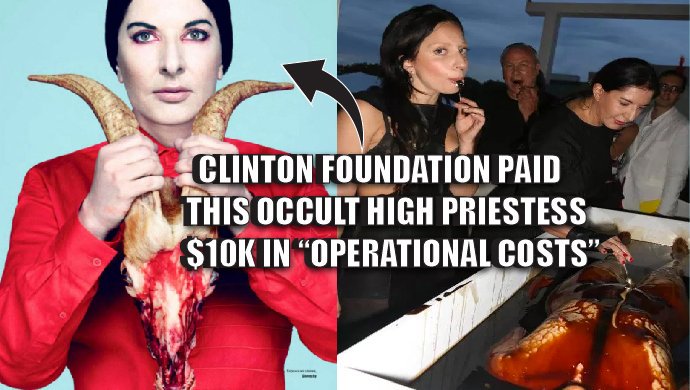 CLINTON FOUNDATION PAID
THIS OCCULT HIGH PRIESTESS
$10K IN “OPERATIONAL COSTS”